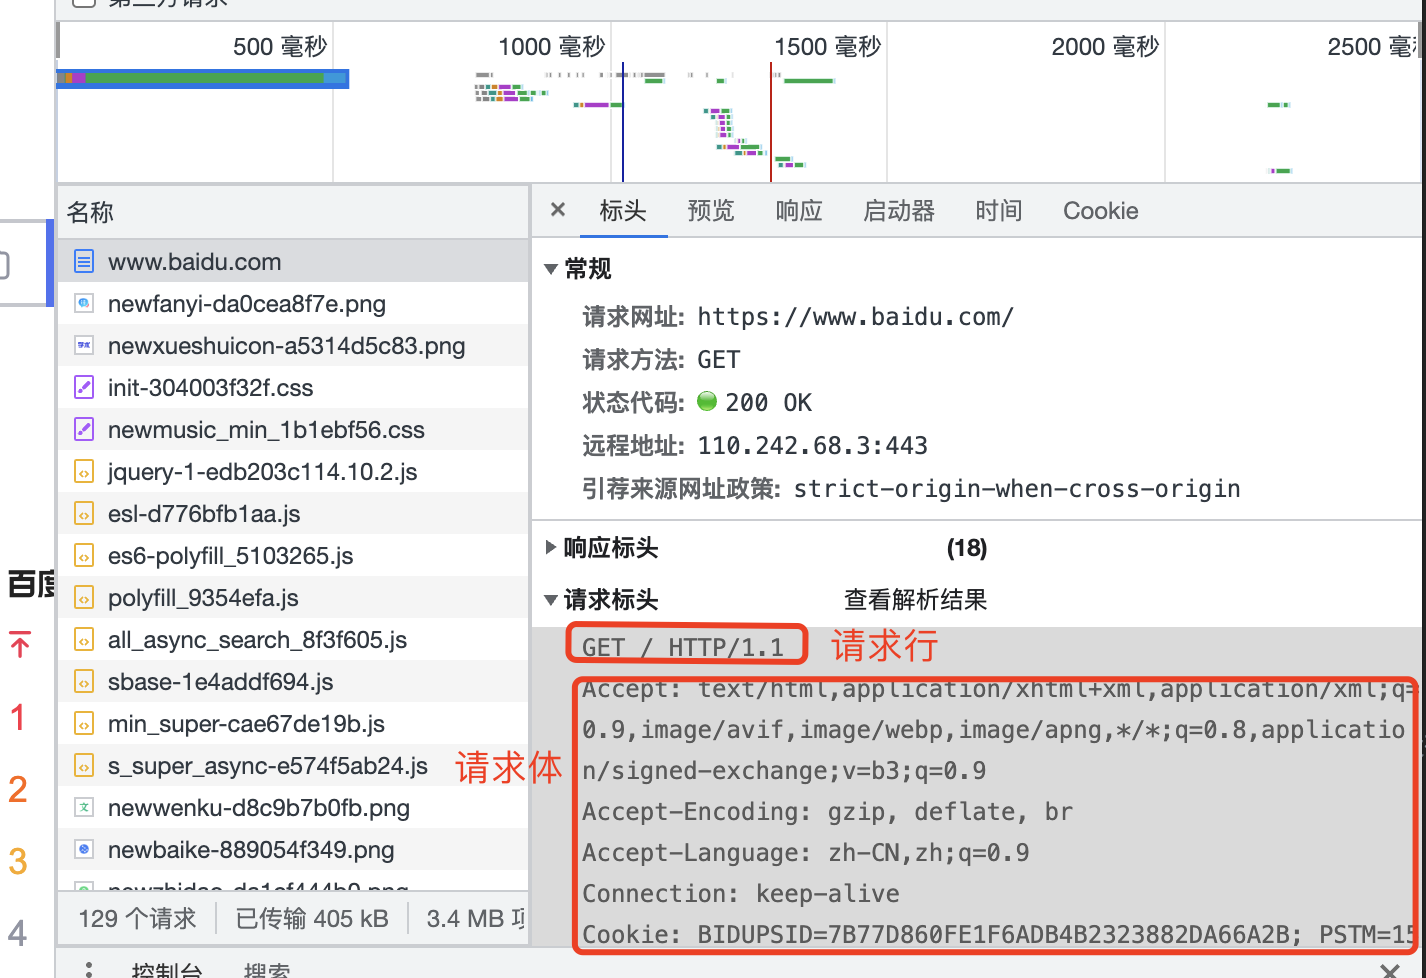 第三方请求
500 毫秒
1000 毫秒
1500 毫秒
2000 毫秒
2500 毫
名称
www.baidu.com
newfanyi-da0cea8f7e.png
newxueshuicon-a5314d5c83.png
init-304003f32f.css
newmusic_min_1b1ebf56.css
jquery-1-edb203c114.10.2.js
esl-d776bfb1aa.js
es6-polyfill_5103265.js
polyfill_9354efa.js
all_async_search_8f3f605.js
sbase-1e4addf694.js
min_super-cae67de19b.js
s_super_async-e574f5ab24.js
newwenku-d8c9b7b0fb.png
newbaike-889054f349.png
129 个请求
已传输 405 kB
3.4 MB 项
标头
预览
响应
启动器
时间
Cookie
常规
请求网址: https://www.baidu.com/
请求方法: GET
状态代码: 200 OK
远程地址: 110.242.68.3:443
引荐来源网址政策: strict-origin-when-cross-origin
响应标头 (18)
请求标头 查看解析结果
GET / HTTP/1.1 请求行
Accept: text/html,application/xhtml+xml,application/xml;q=
0.9,image/avif,image/webp,image/apng,*/*;q=0.8,applicatio
请求体
n/signed-exchange;v=b3;q=0.9
Accept-Encoding: gzip, deflate, br
Accept-Language: zh-CN,zh;q=0.9
Connection: keep-alive
Cookie: BIDUPSID=7B77D860FE1F6ADB4B2323882DA66A2B; PSTM=15
百度
1
2
3
4
控制台
搜索